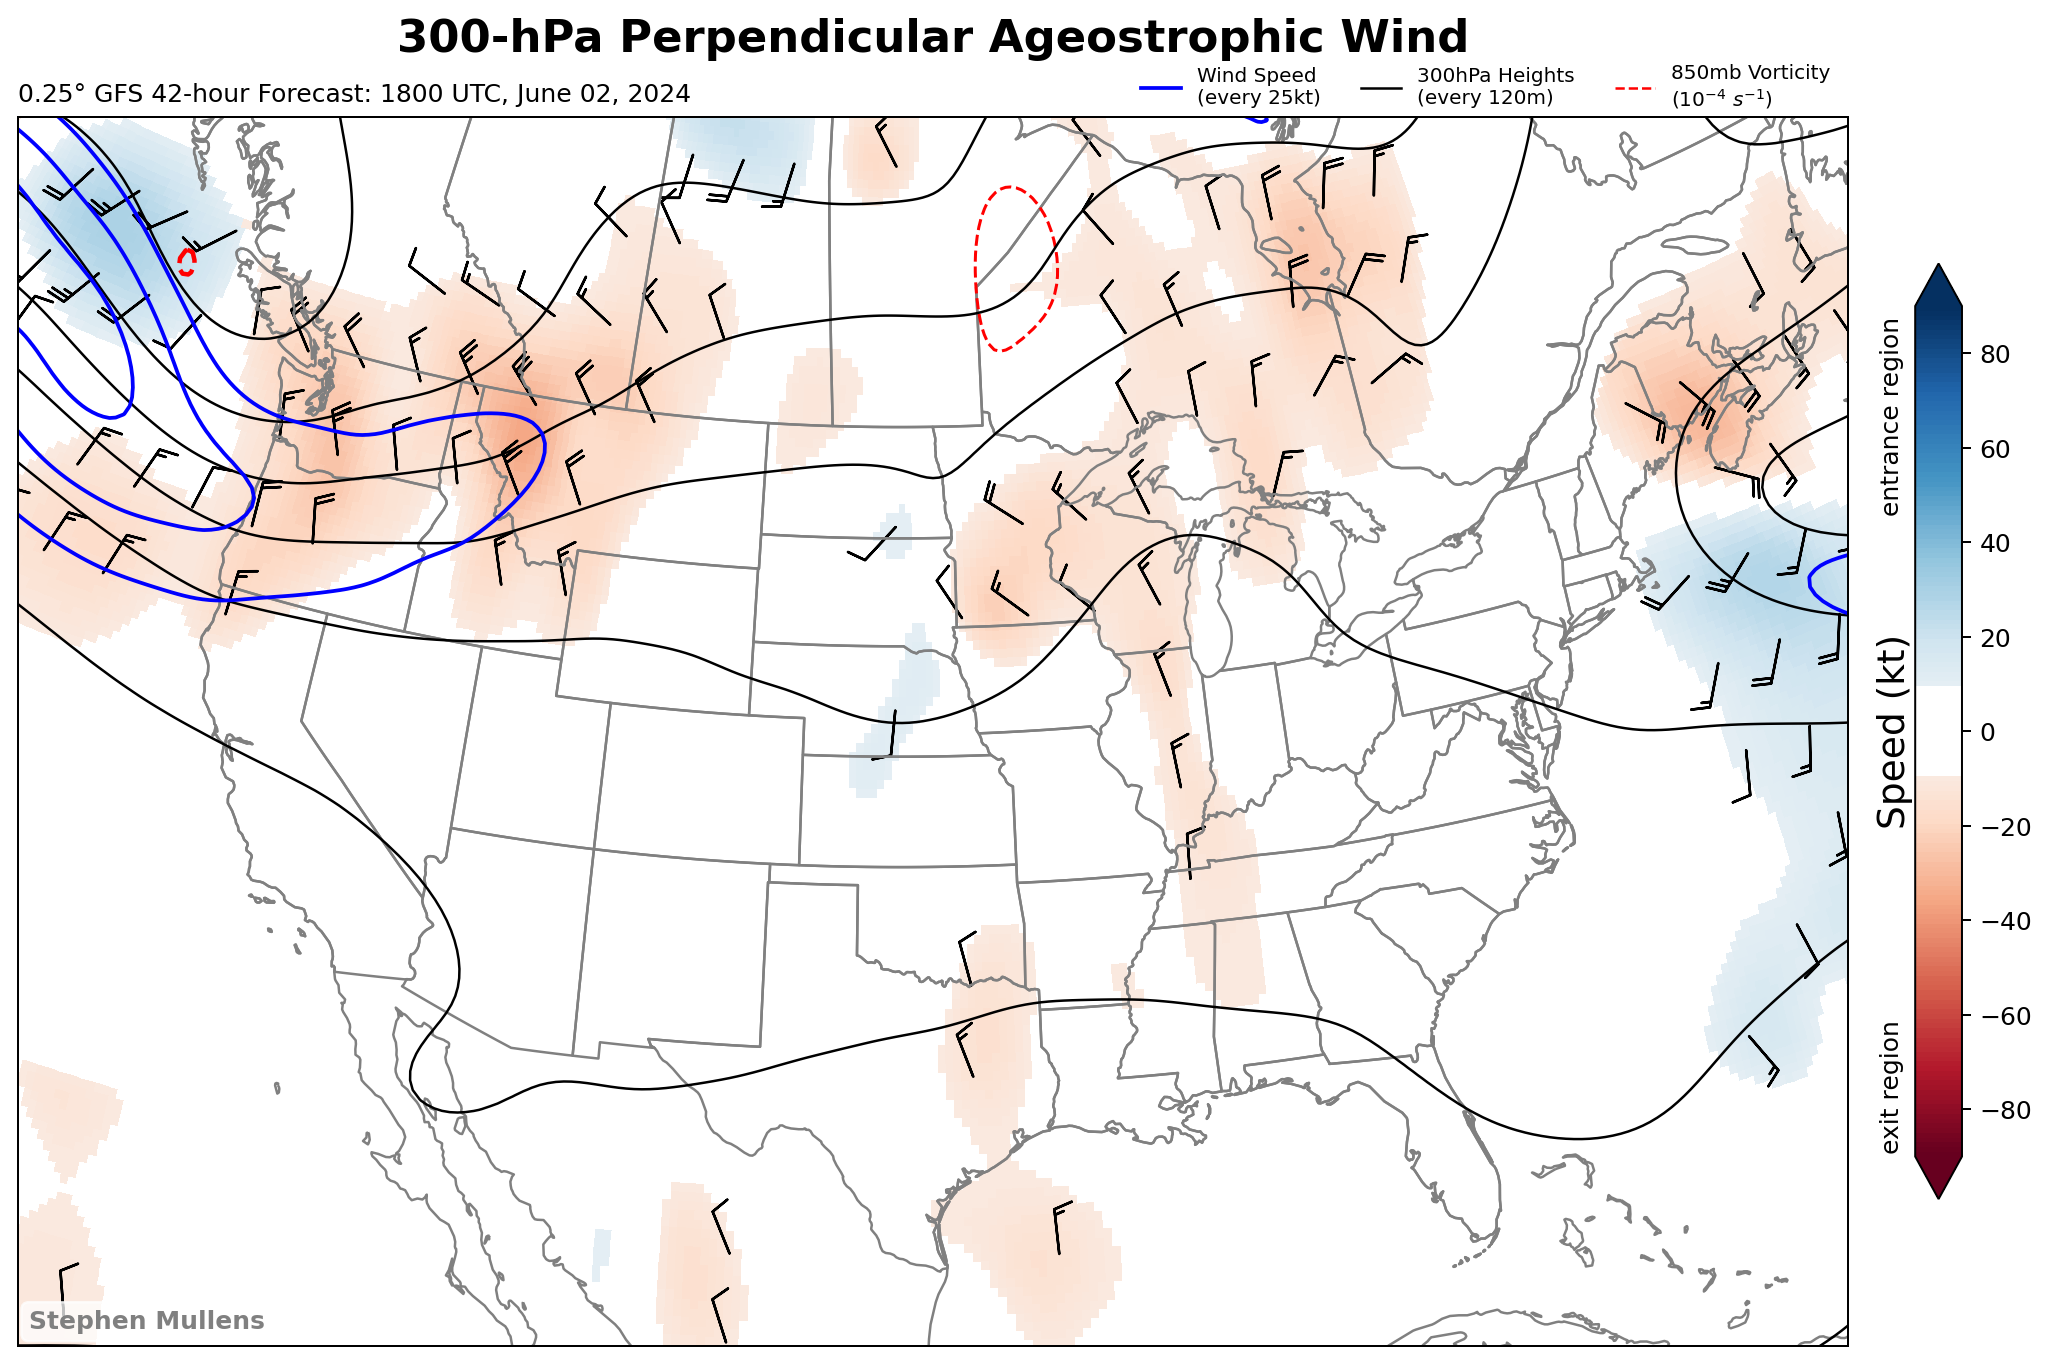 300-hPa Perpendicular Ageostrophic Wind
0.25° GFS 42-hour Forecast: 1800 UTC, June 02, 2024
Wind Speed
(every 25kt)
300hPa Heights
(every 120m)
850mb Vorticity
(10⁻⁴ s⁻¹)
entrance region
Speed (kt)
exit region
80
60
40
20
0
−20
−40
−60
−80
Stephen Mullens